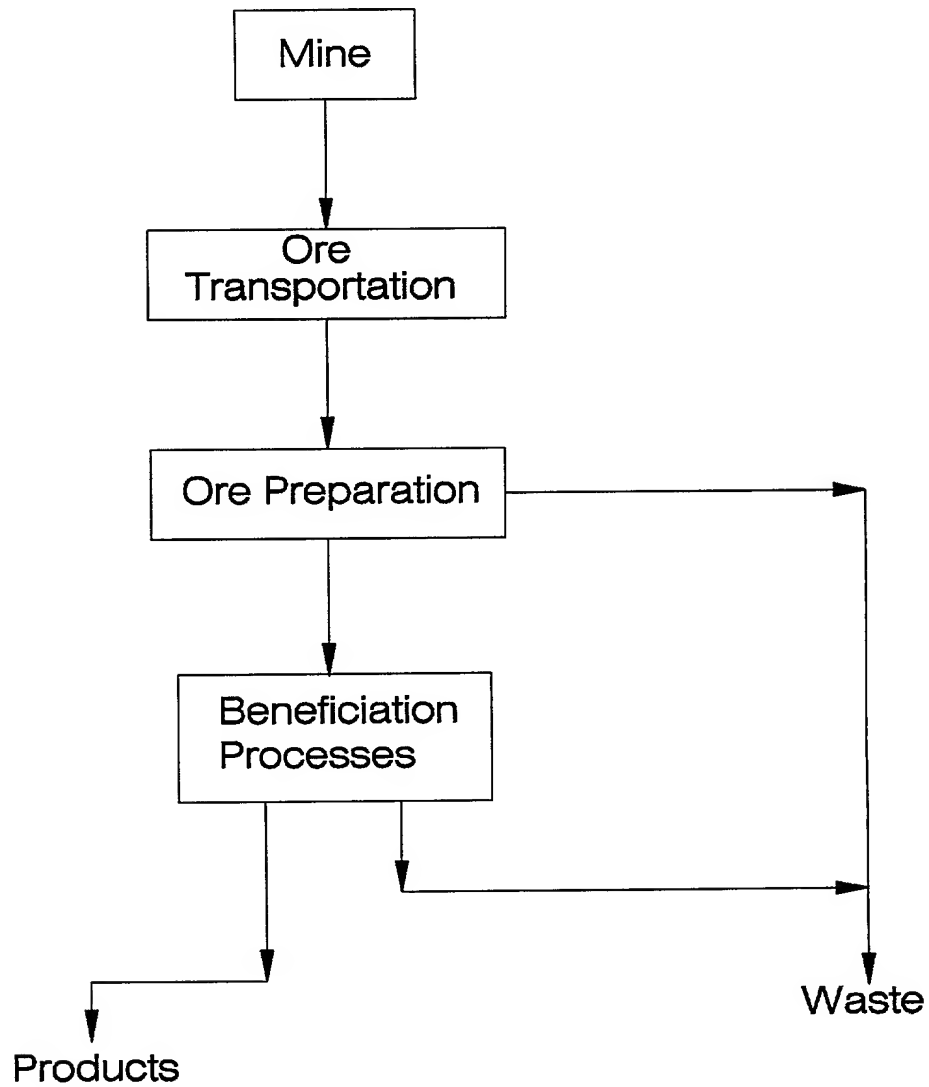 Mine
Ore
Transportation
Ore Preparation
Beneficiation
Processes
Waste
Products